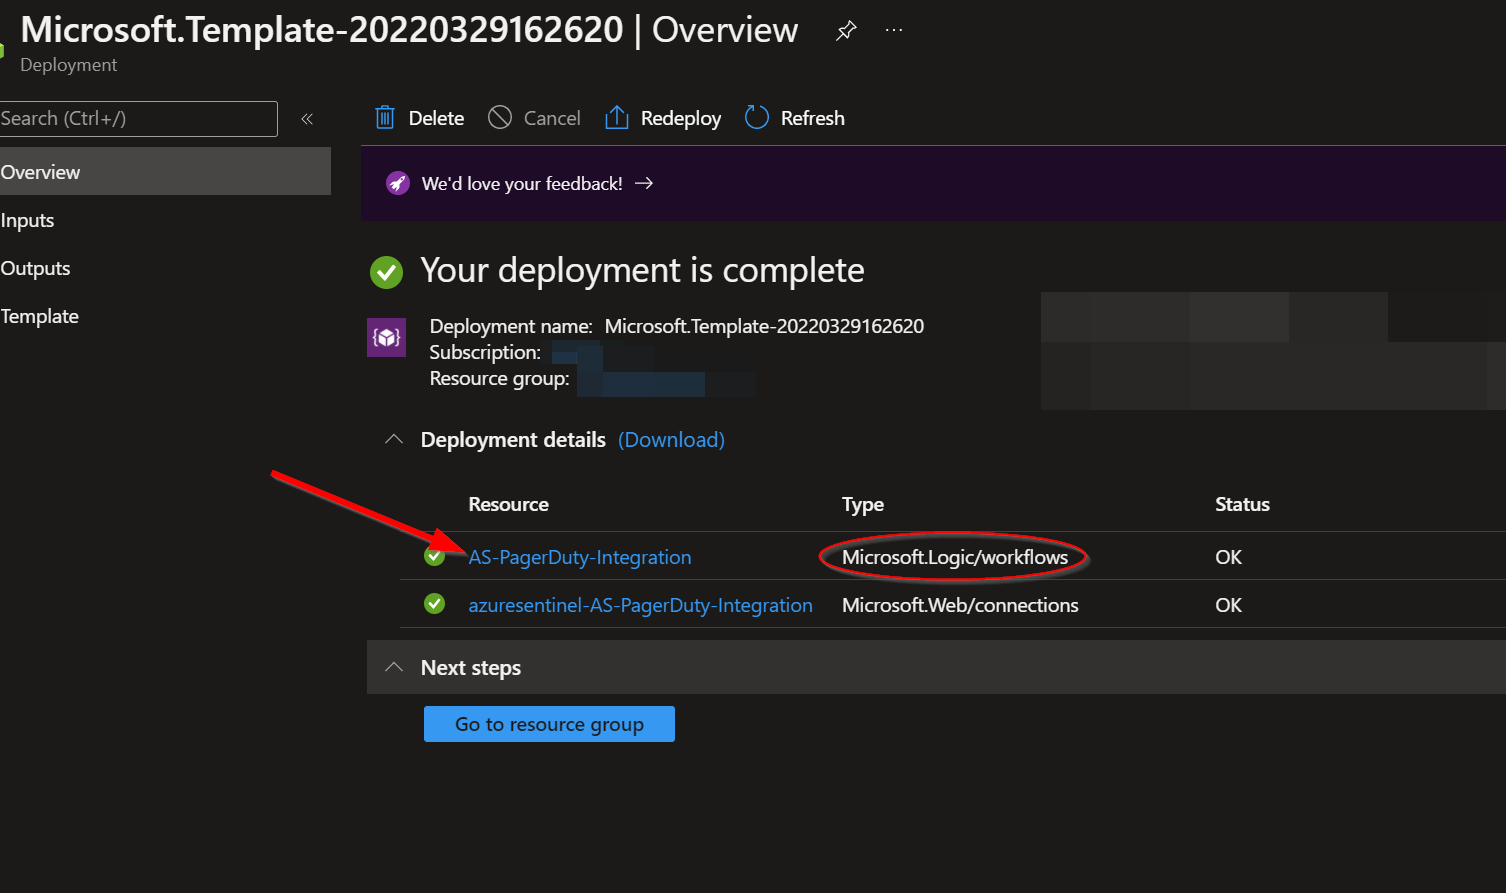 Microsoft.Template-20220329162620 | Overview ...
Deployment
Search (Ctrl+/) «
Overview
Inputs
Outputs
Template
Delete Cancel Redeploy Refresh
We'd love your feedback! →
Your deployment is complete
Deployment name: Microsoft.Template-20220329162620
Subscription:
Resource group:
Deployment details (Download)
Resource Type Status
AS-PagerDuty-Integration Microsoft.Logic/workflows OK
azuresentinel-AS-PagerDuty-Integration Microsoft.Web/connections OK
Next steps
Go to resource group